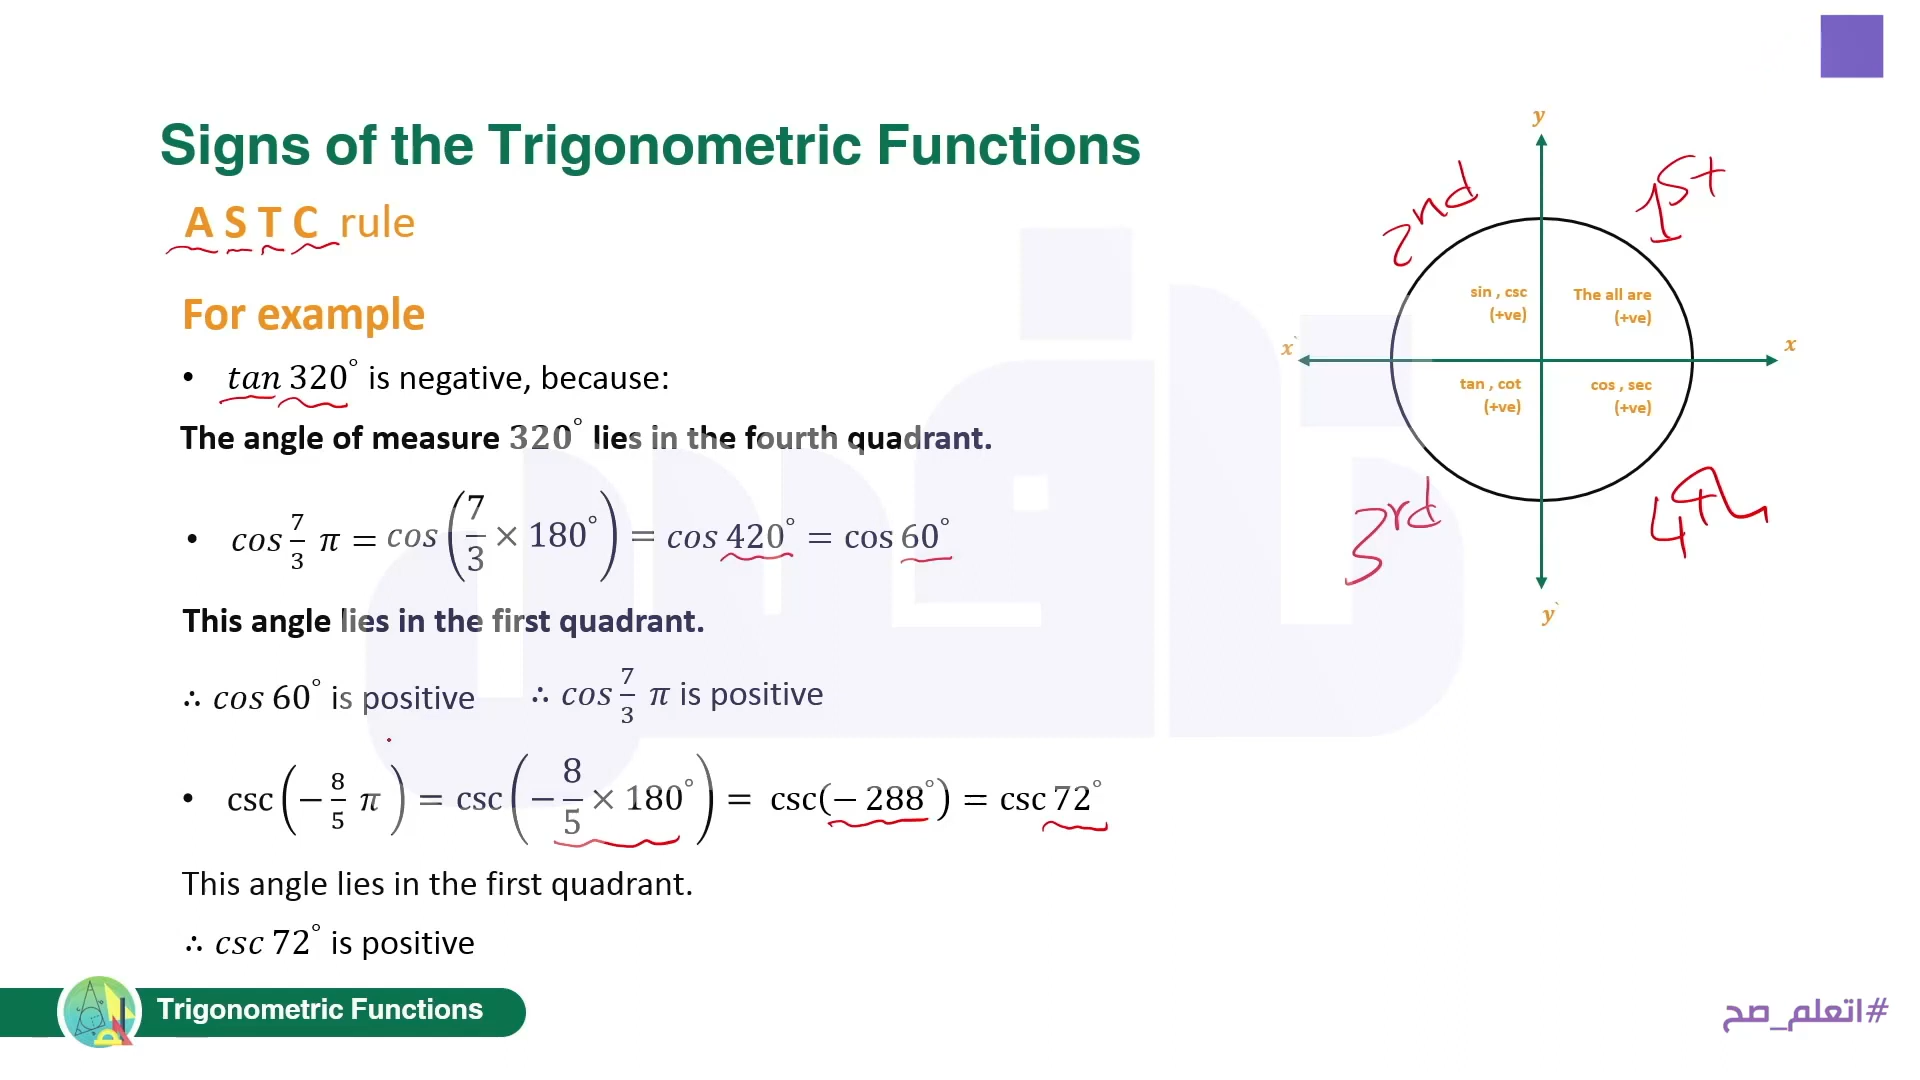 Signs of the Trigonometric Functions
A S T C rule
For example
• tan 320° is negative, because:
The angle of measure 320° lies in the fourth quadrant.
• cos 7/3 π = cos(7/3 × 180°) = cos 420° = cos 60°
This angle lies in the first quadrant.
∴ cos 60° is positive ∴ cos 7/3 π is positive
• csc(− 8/5 π) = csc(− 8/5 × 180°) = csc(− 288°) = csc 72°
This angle lies in the first quadrant.
∴ csc 72° is positive
y
2nd
1st
sin , csc
(+ve)
The all are
(+ve)
x`
x
tan , cot
(+ve)
cos , sec
(+ve)
3rd
4th
y`
Trigonometric Functions
#اتعلم_صح